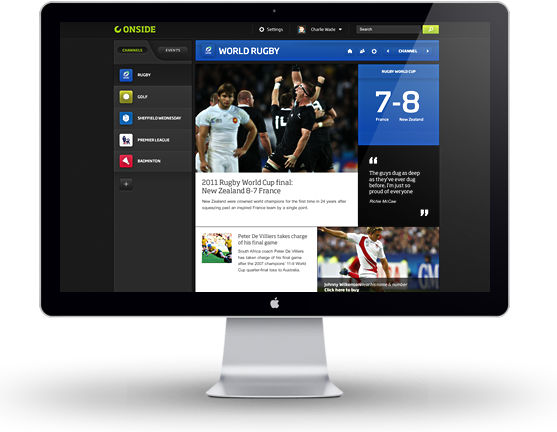 ONSIDE
Settings
Charlie Wade
Search
CHANNELS
EVENTS
WORLD RUGBY
CHANNEL
RUGBY
GOLF
SHEFFIELD WEDNESDAY
PREMIER LEAGUE
BADMINTON
RUGBY WORLD CUP
7-8
France
New Zealand
The guys dug as deep
as they've ever dug
before, I'm just so
proud of everyone
Richie McCaw
2011 Rugby World Cup final:
New Zealand 8-7 France
New Zealand were crowned world champions for the first time in 24 years after
squeezing past an inspired France team by a single point.
Peter De Villiers takes charge
of his final game
South Africa coach Peter De Villiers
has taken charge of his final game
after the 2007 champions' 11-9 World
Cup quarter-final loss to Australia.
Johnny Wilkinson
name & number
Click here to buy